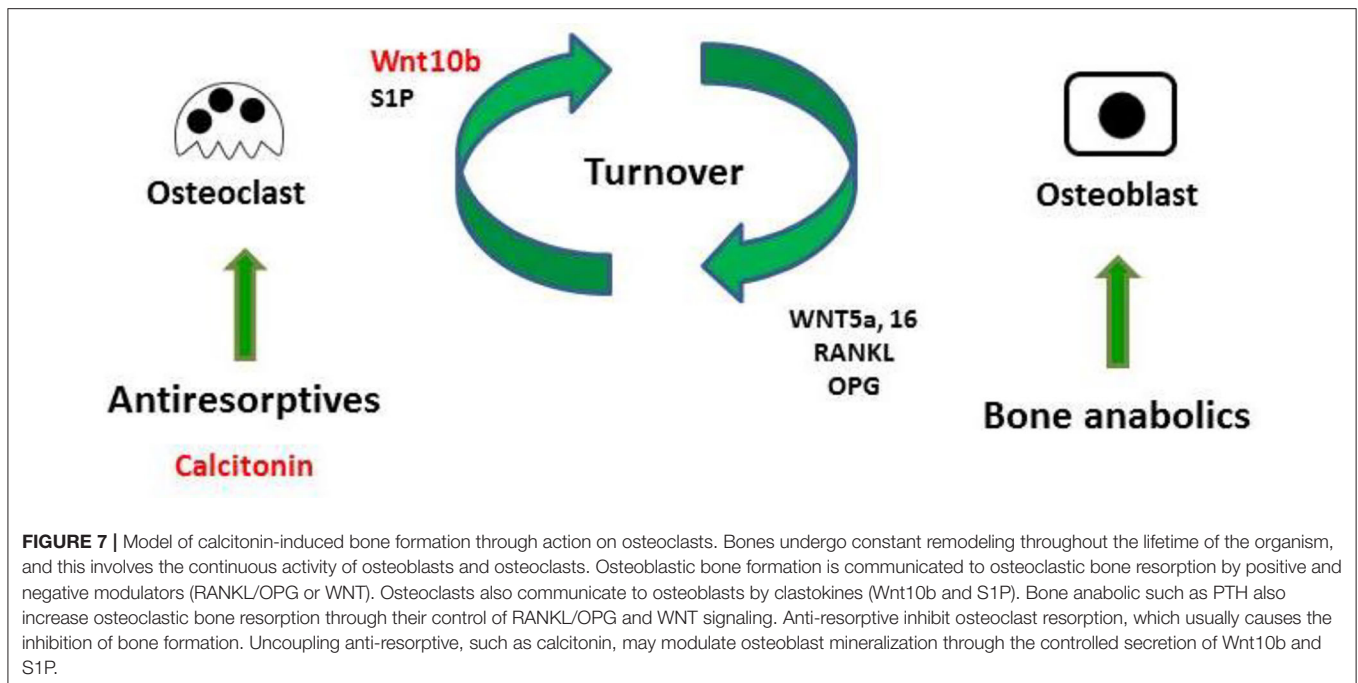 Wnt10b
S1P
Turnover
Osteoclast
Osteoblast
WNT5a, 16
RANKL
OPG
Antiresorptives
Bone anabolics
Calcitonin
FIGURE 7 | Model of calcitonin-induced bone formation through action on osteoclasts. Bones undergo constant remodeling throughout the lifetime of the organism,
and this involves the continuous activity of osteoblasts and osteoclasts. Osteoblastic bone formation is communicated to osteoclastic bone resorption by positive and
negative modulators (RANKL/OPG or WNT). Osteoclasts also communicate to osteoblasts by clastokines (Wnt10b and S1P). Bone anabolic such as PTH also
increase osteoclastic bone resorption through their control of RANKL/OPG and WNT signaling. Anti-resorptive inhibit osteoclast resorption, which usually causes the
inhibition of bone formation. Uncoupling anti-resorptive, such as calcitonin, may modulate osteoblast mineralization through the controlled secretion of Wnt10b and
S1P.